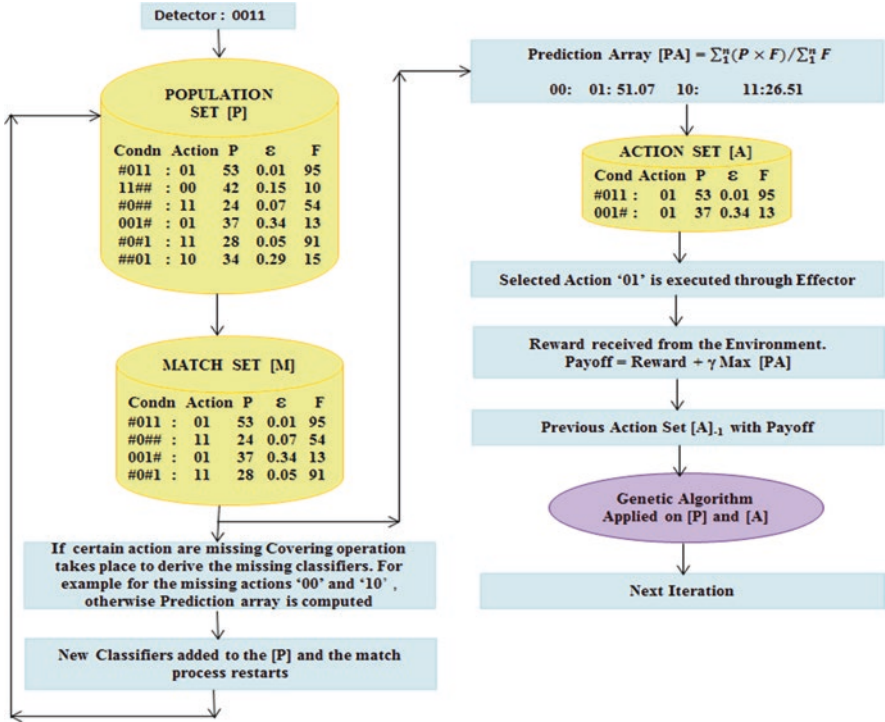 Detector : 0011
POPULATION
SET [P]
Condn Action P ε F
#011 : 01 53 0.01 95
11## : 00 42 0.15 10
#0## : 11 24 0.07 54
001# : 01 37 0.34 13
#0#1 : 11 28 0.05 91
##01 : 10 34 0.29 15
MATCH SET [M]
Condn Action P ε F
#011 : 01 53 0.01 95
#0## : 11 24 0.07 54
001# : 01 37 0.34 13
#0#1 : 11 28 0.05 91
If certain action are missing Covering operation
takes place to derive the missing classifiers. For
example for the missing actions ‘00’ and ‘10’ ,
otherwise Prediction array is computed
New Classifiers added to the [P] and the match
process restarts
Prediction Array [PA] = ∑₁ⁿ(P × F)/∑₁ⁿ F
00: 01: 51.07 10: 11:26.51
ACTION SET [A]
Cond Action P ε F
#011 : 01 53 0.01 95
001# : 01 37 0.34 13
Selected Action ‘01’ is executed through Effector
Reward received from the Environment.
Payoff = Reward + γ Max [PA]
Previous Action Set [A]₋₁ with Payoff
Genetic Algorithm
Applied on [P] and [A]
Next Iteration